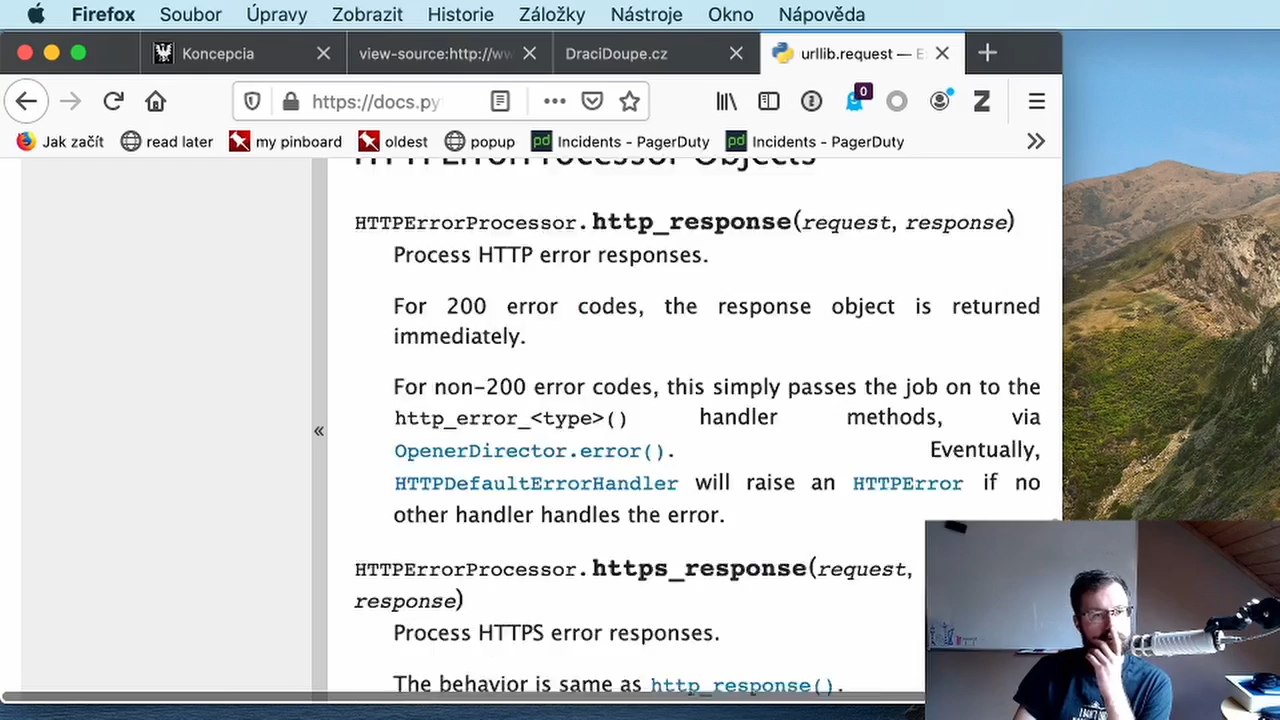 Firefox Soubor Úpravy Zobrazit Historie Záložky Nástroje Okno Nápověda
Koncepcia view-source:http://ww DraciDoupe.cz urllib.request — E
https://docs.py 0 Z
Jak začít read later my pinboard oldest popup pd Incidents - PagerDuty pd Incidents - PagerDuty »
HTTPErrorProcessor Objects
HTTPErrorProcessor.http_response(request, response)
Process HTTP error responses.
For 200 error codes, the response object is returned
immediately.
For non-200 error codes, this simply passes the job on to the
http_error_<type>() handler methods, via
«
OpenerDirector.error(). Eventually,
HTTPDefaultErrorHandler will raise an HTTPError if no
other handler handles the error.
HTTPErrorProcessor.https_response(request,
response)
Process HTTPS error responses.
The behavior is same as http_response().